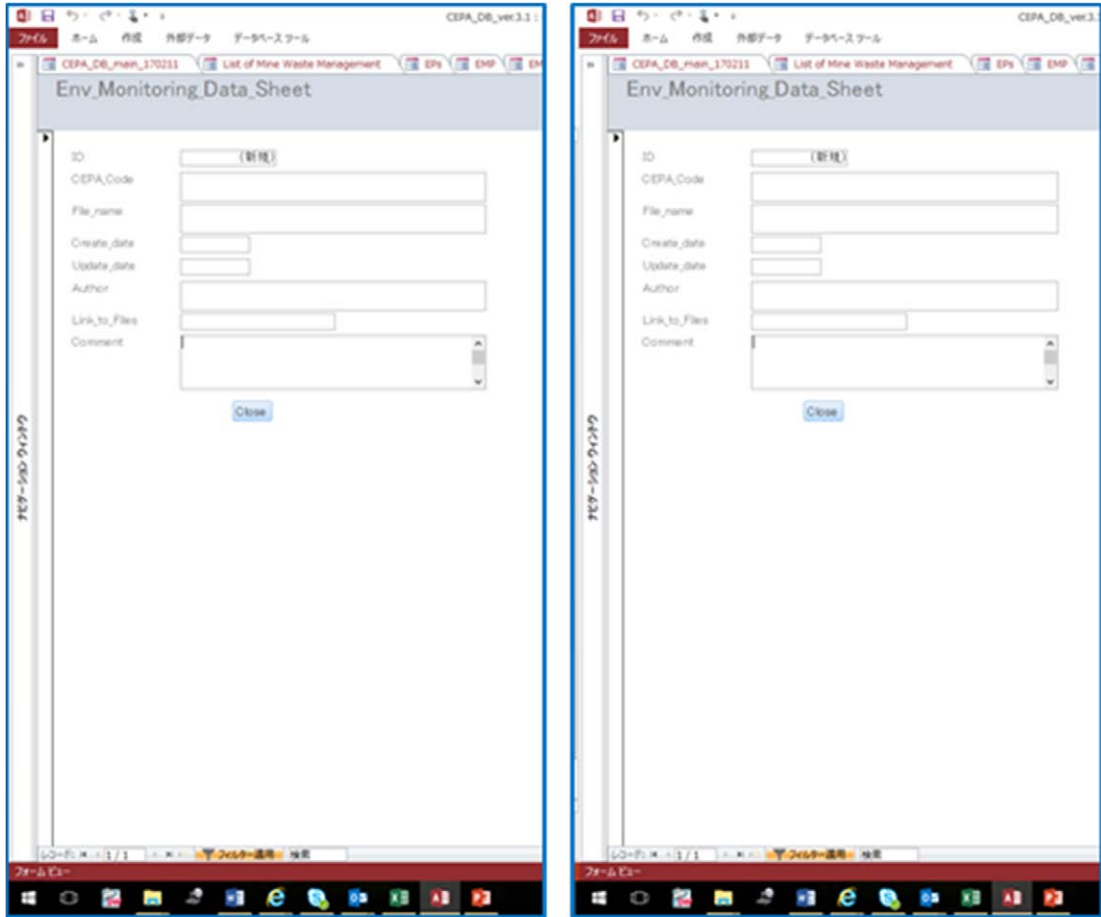 CEPA_DB_ver.3.1 :
ファイル ホーム 作成 外部データ データベース ツール
CEPA_DB_main_170211 List of Mine Waste Management EPs EMP EM
Env_Monitoring_Data_Sheet
ID (新規)
CEPA_Code
File_name
Create_date
Update_date
Author
Link_to_Files
Comment
Close
ナビゲーション ウィンドウ
レコード: 1 / 1 フィルター適用 検索
フォーム ビュー
CEPA_DB_ver.3.1
ファイル ホーム 作成 外部データ データベース ツール
CEPA_DB_main_170211 List of Mine Waste Management EPs EMP
Env_Monitoring_Data_Sheet
ID (新規)
CEPA_Code
File_name
Create_date
Update_date
Author
Link_to_Files
Comment
Close
ナビゲーション ウィンドウ
レコード: 1 / 1 フィルター適用 検索
フォーム ビュー